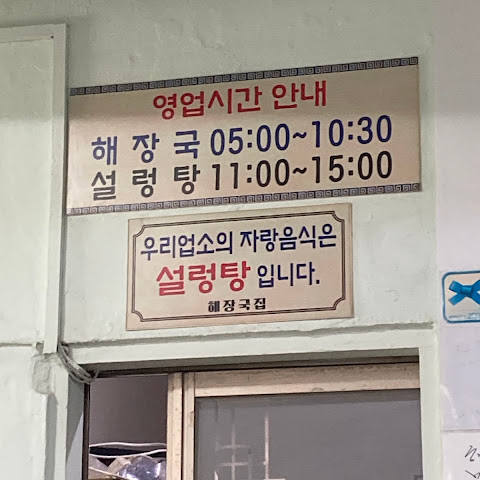 영업시간 안내
해장국 05:00~10:30
설렁탕 11:00~15:00
우리업소의 자랑음식은
설렁탕 입니다.
해장국집